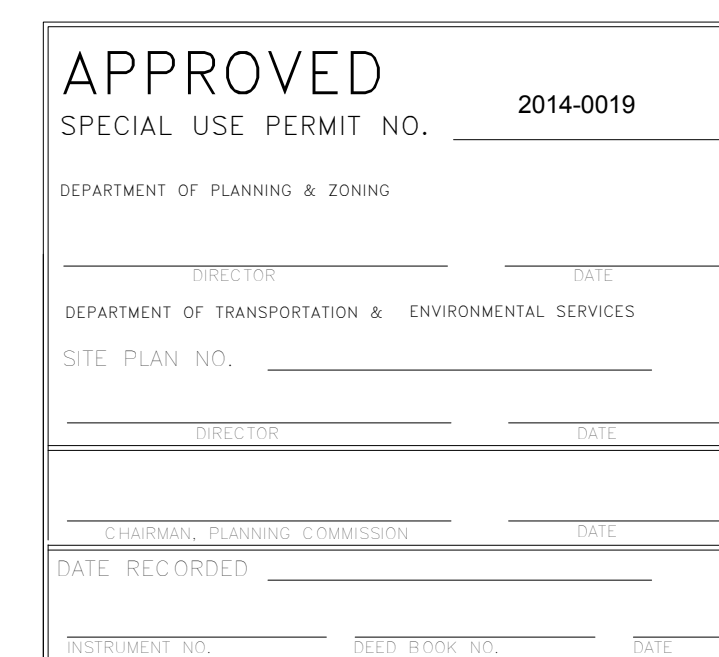 APPROVED
SPECIAL USE PERMIT NO. 2014-0019
DEPARTMENT OF PLANNING & ZONING
DIRECTOR DATE
DEPARTMENT OF TRANSPORTATION & ENVIRONMENTAL SERVICES
SITE PLAN NO.
DIRECTOR DATE
CHAIRMAN, PLANNING COMMISSION DATE
DATE RECORDED
INSTRUMENT NO. DEED BOOK NO. DATE